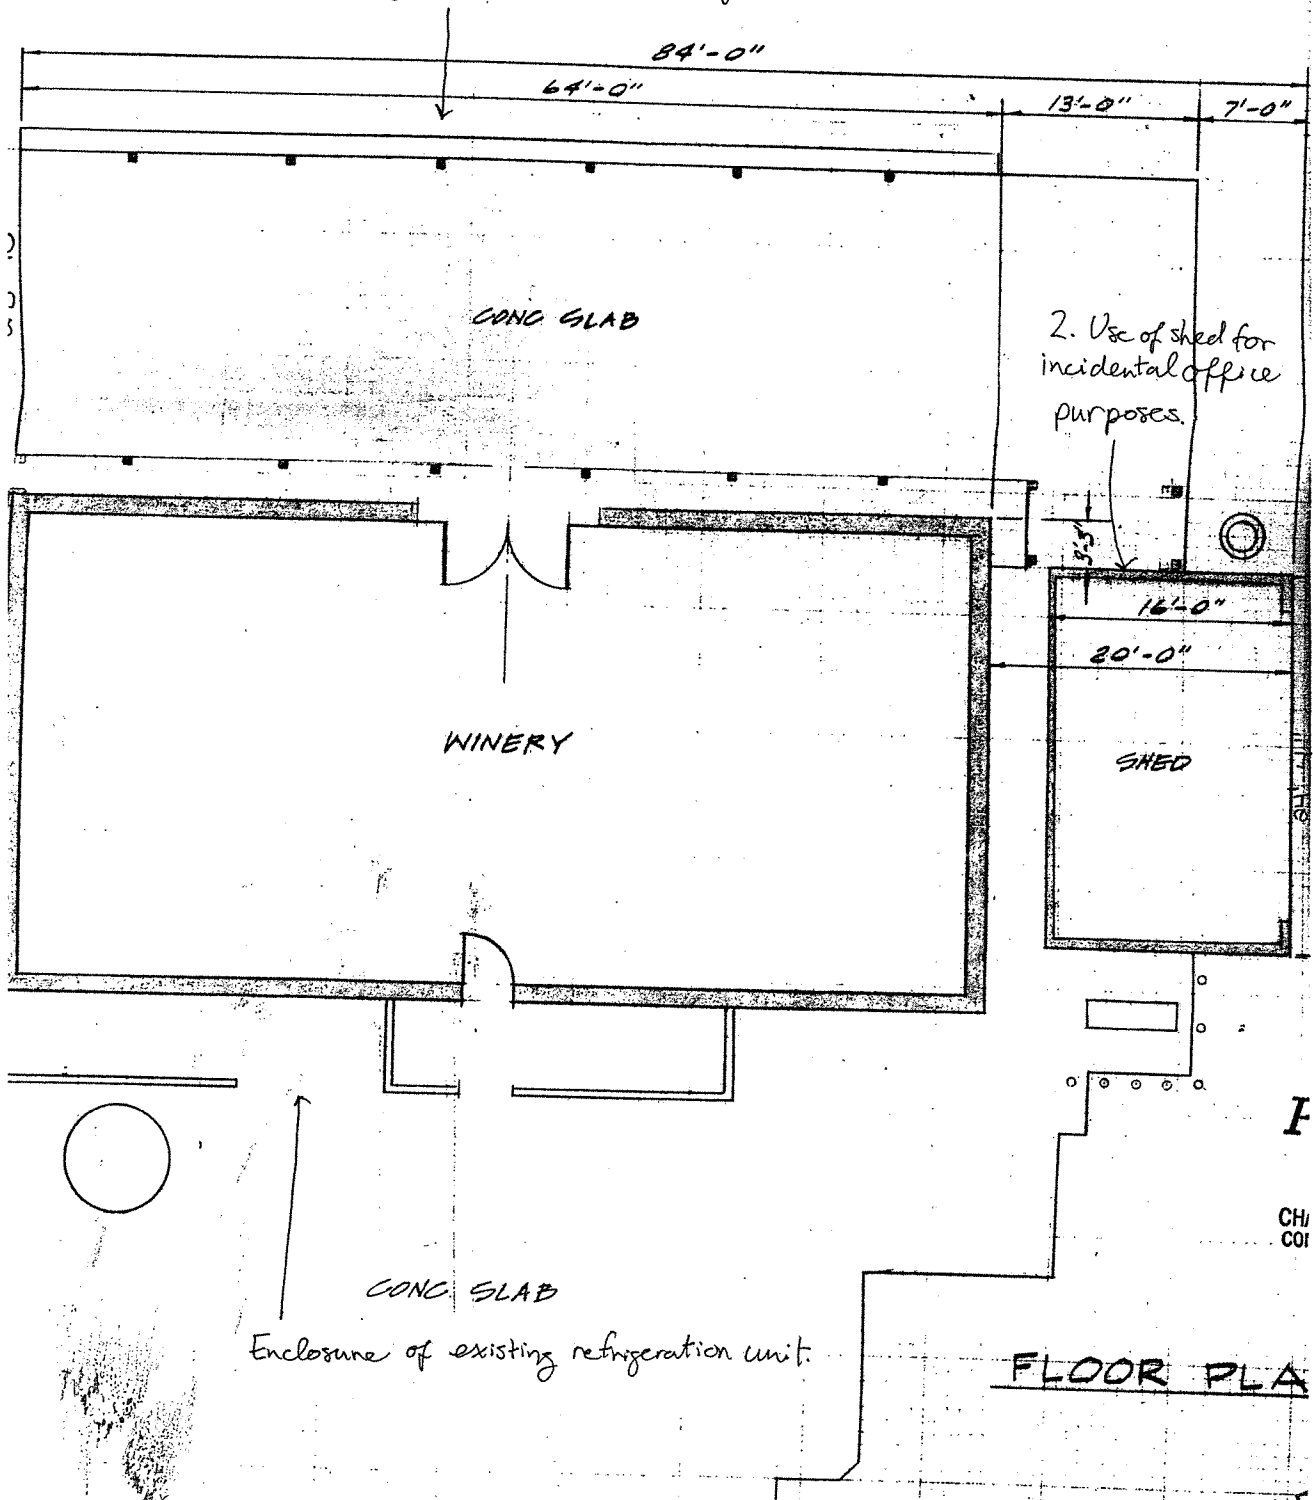 84'-0"
64'-0"
13'-0"
7'-0"
CONC SLAB
2. Use of shed for
incidental office
purposes.
3'-3"
16'-0"
20'-0"
WINERY
SHED
CONC. SLAB
Enclosure of existing refrigeration unit.
FLOOR PLA